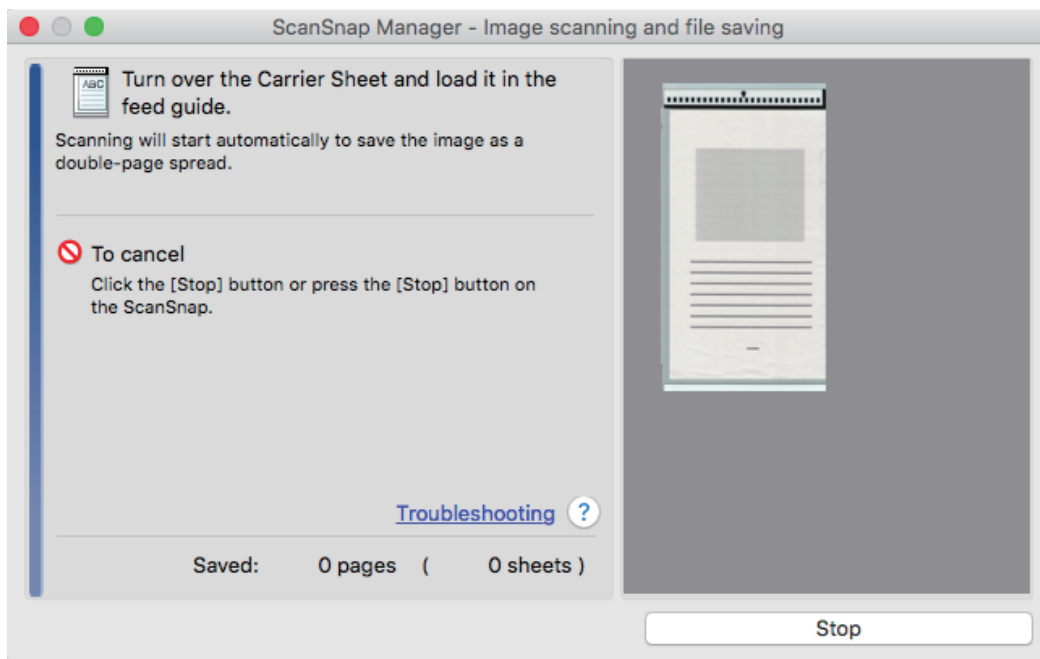 ScanSnap Manager - Image scanning and file saving
ABC
Turn over the Carrier Sheet and load it in the
feed guide.
Scanning will start automatically to save the image as a
double-page spread.
To cancel
Click the [Stop] button or press the [Stop] button on
the ScanSnap.
Troubleshooting ?
Saved: 0 pages ( 0 sheets )
Stop